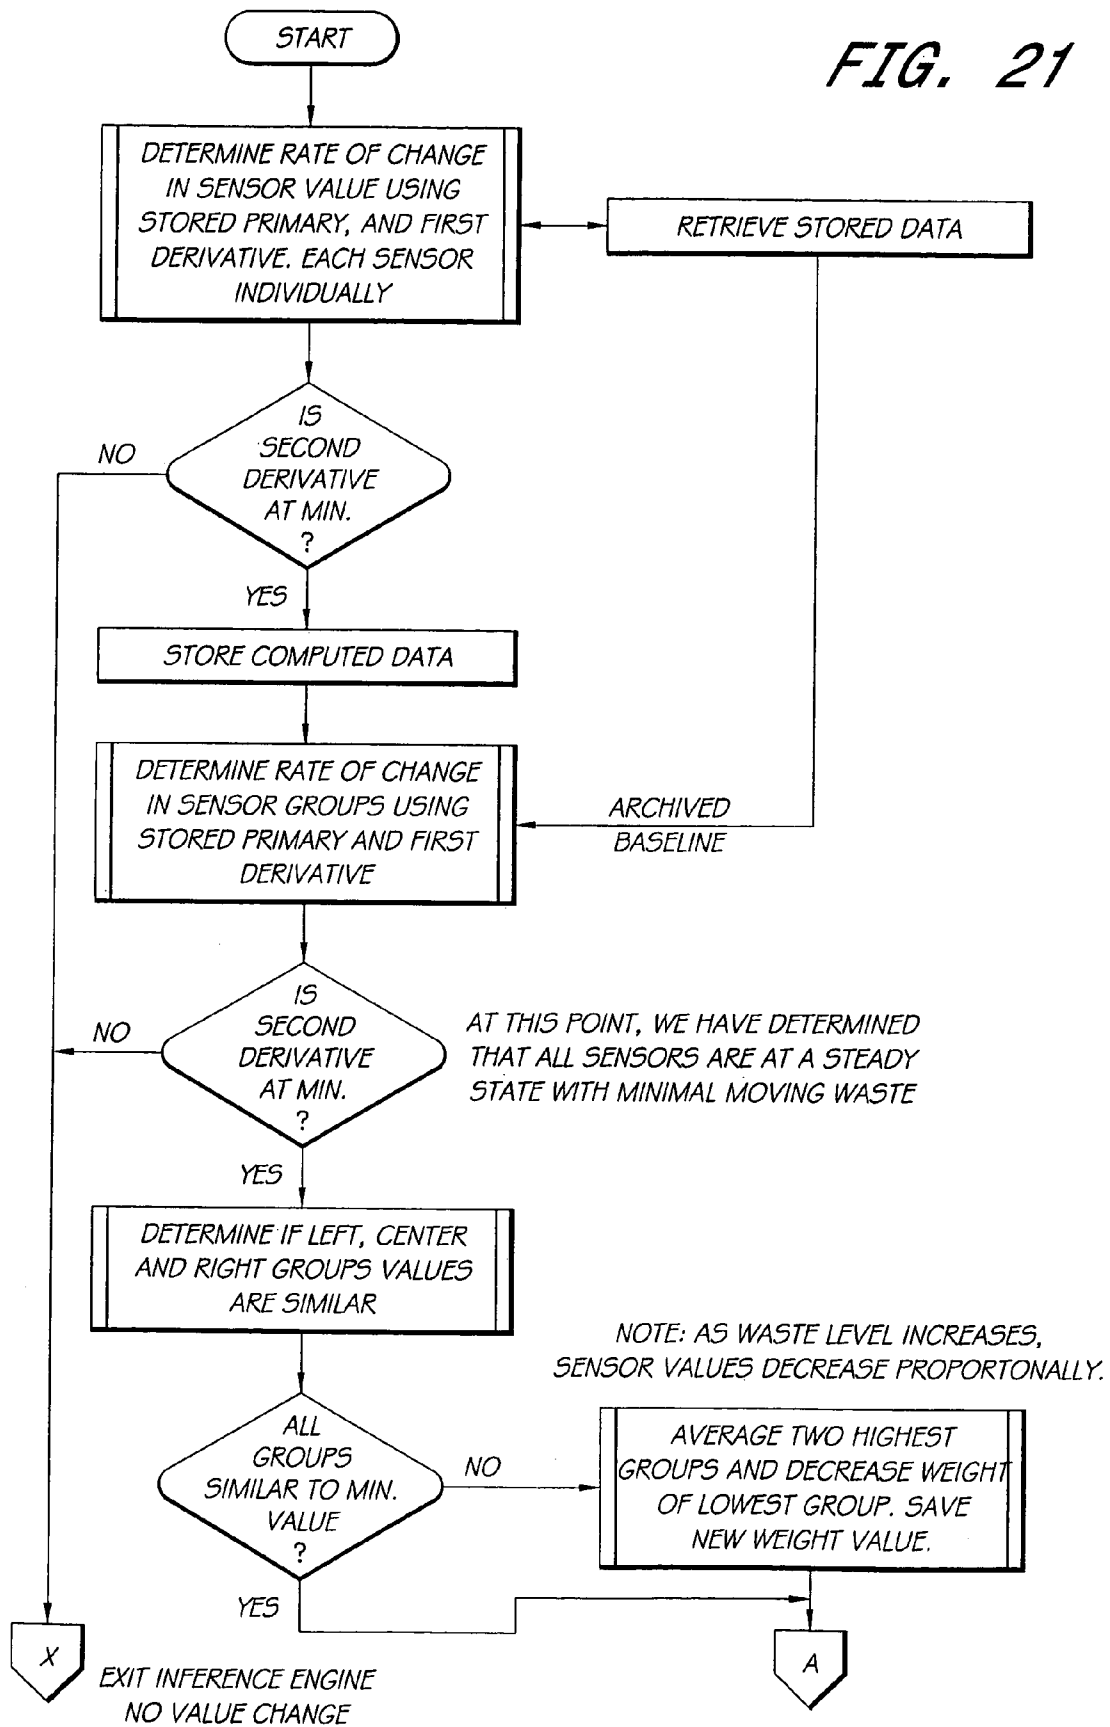 START
FIG. 21
DETERMINE RATE OF CHANGE
IN SENSOR VALUE USING
STORED PRIMARY, AND FIRST
DERIVATIVE. EACH SENSOR
INDIVIDUALLY
RETRIEVE STORED DATA
IS
SECOND
DERIVATIVE
AT MIN.
?
NO
YES
STORE COMPUTED DATA
DETERMINE RATE OF CHANGE
IN SENSOR GROUPS USING
STORED PRIMARY AND FIRST
DERIVATIVE
ARCHIVED
BASELINE
IS
SECOND
DERIVATIVE
AT MIN.
?
NO
AT THIS POINT, WE HAVE DETERMINED
THAT ALL SENSORS ARE AT A STEADY
STATE WITH MINIMAL MOVING WASTE
YES
DETERMINE IF LEFT, CENTER
AND RIGHT GROUPS VALUES
ARE SIMILAR
NOTE: AS WASTE LEVEL INCREASES,
SENSOR VALUES DECREASE PROPORTONALLY.
ALL
GROUPS
SIMILAR TO MIN.
VALUE
?
NO
AVERAGE TWO HIGHEST
GROUPS AND DECREASE WEIGHT
OF LOWEST GROUP. SAVE
NEW WEIGHT VALUE.
YES
X
EXIT INFERENCE ENGINE
NO VALUE CHANGE
A